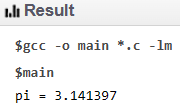 Result
$gcc -o main *.c -lm
$main
pi = 3.141397